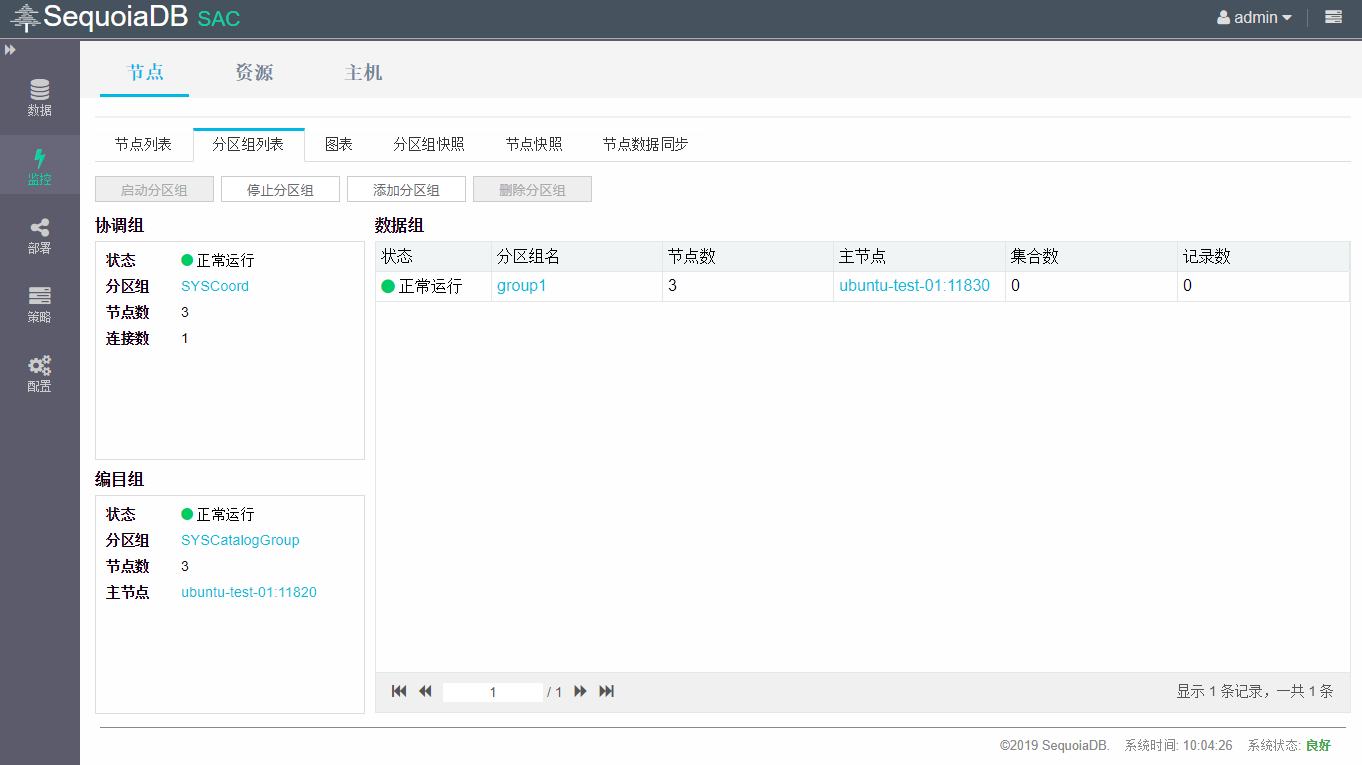 SequoiaDB SAC
admin
节点 资源 主机
数据
监控
部署
策略
配置
节点列表 分区组列表 图表 分区组快照 节点快照 节点数据同步
启动分区组 停止分区组 添加分区组 删除分区组
协调组
状态 正常运行
分区组 SYSCoord
节点数 3
连接数 1
编目组
状态 正常运行
分区组 SYSCatalogGroup
节点数 3
主节点 ubuntu-test-01:11820
数据组
状态 分区组名 节点数 主节点 集合数 记录数
正常运行 group1 3 ubuntu-test-01:11830 0 0
1 / 1
显示 1 条记录，一共 1 条
©2019 SequoiaDB. 系统时间: 10:04:26 系统状态: 良好